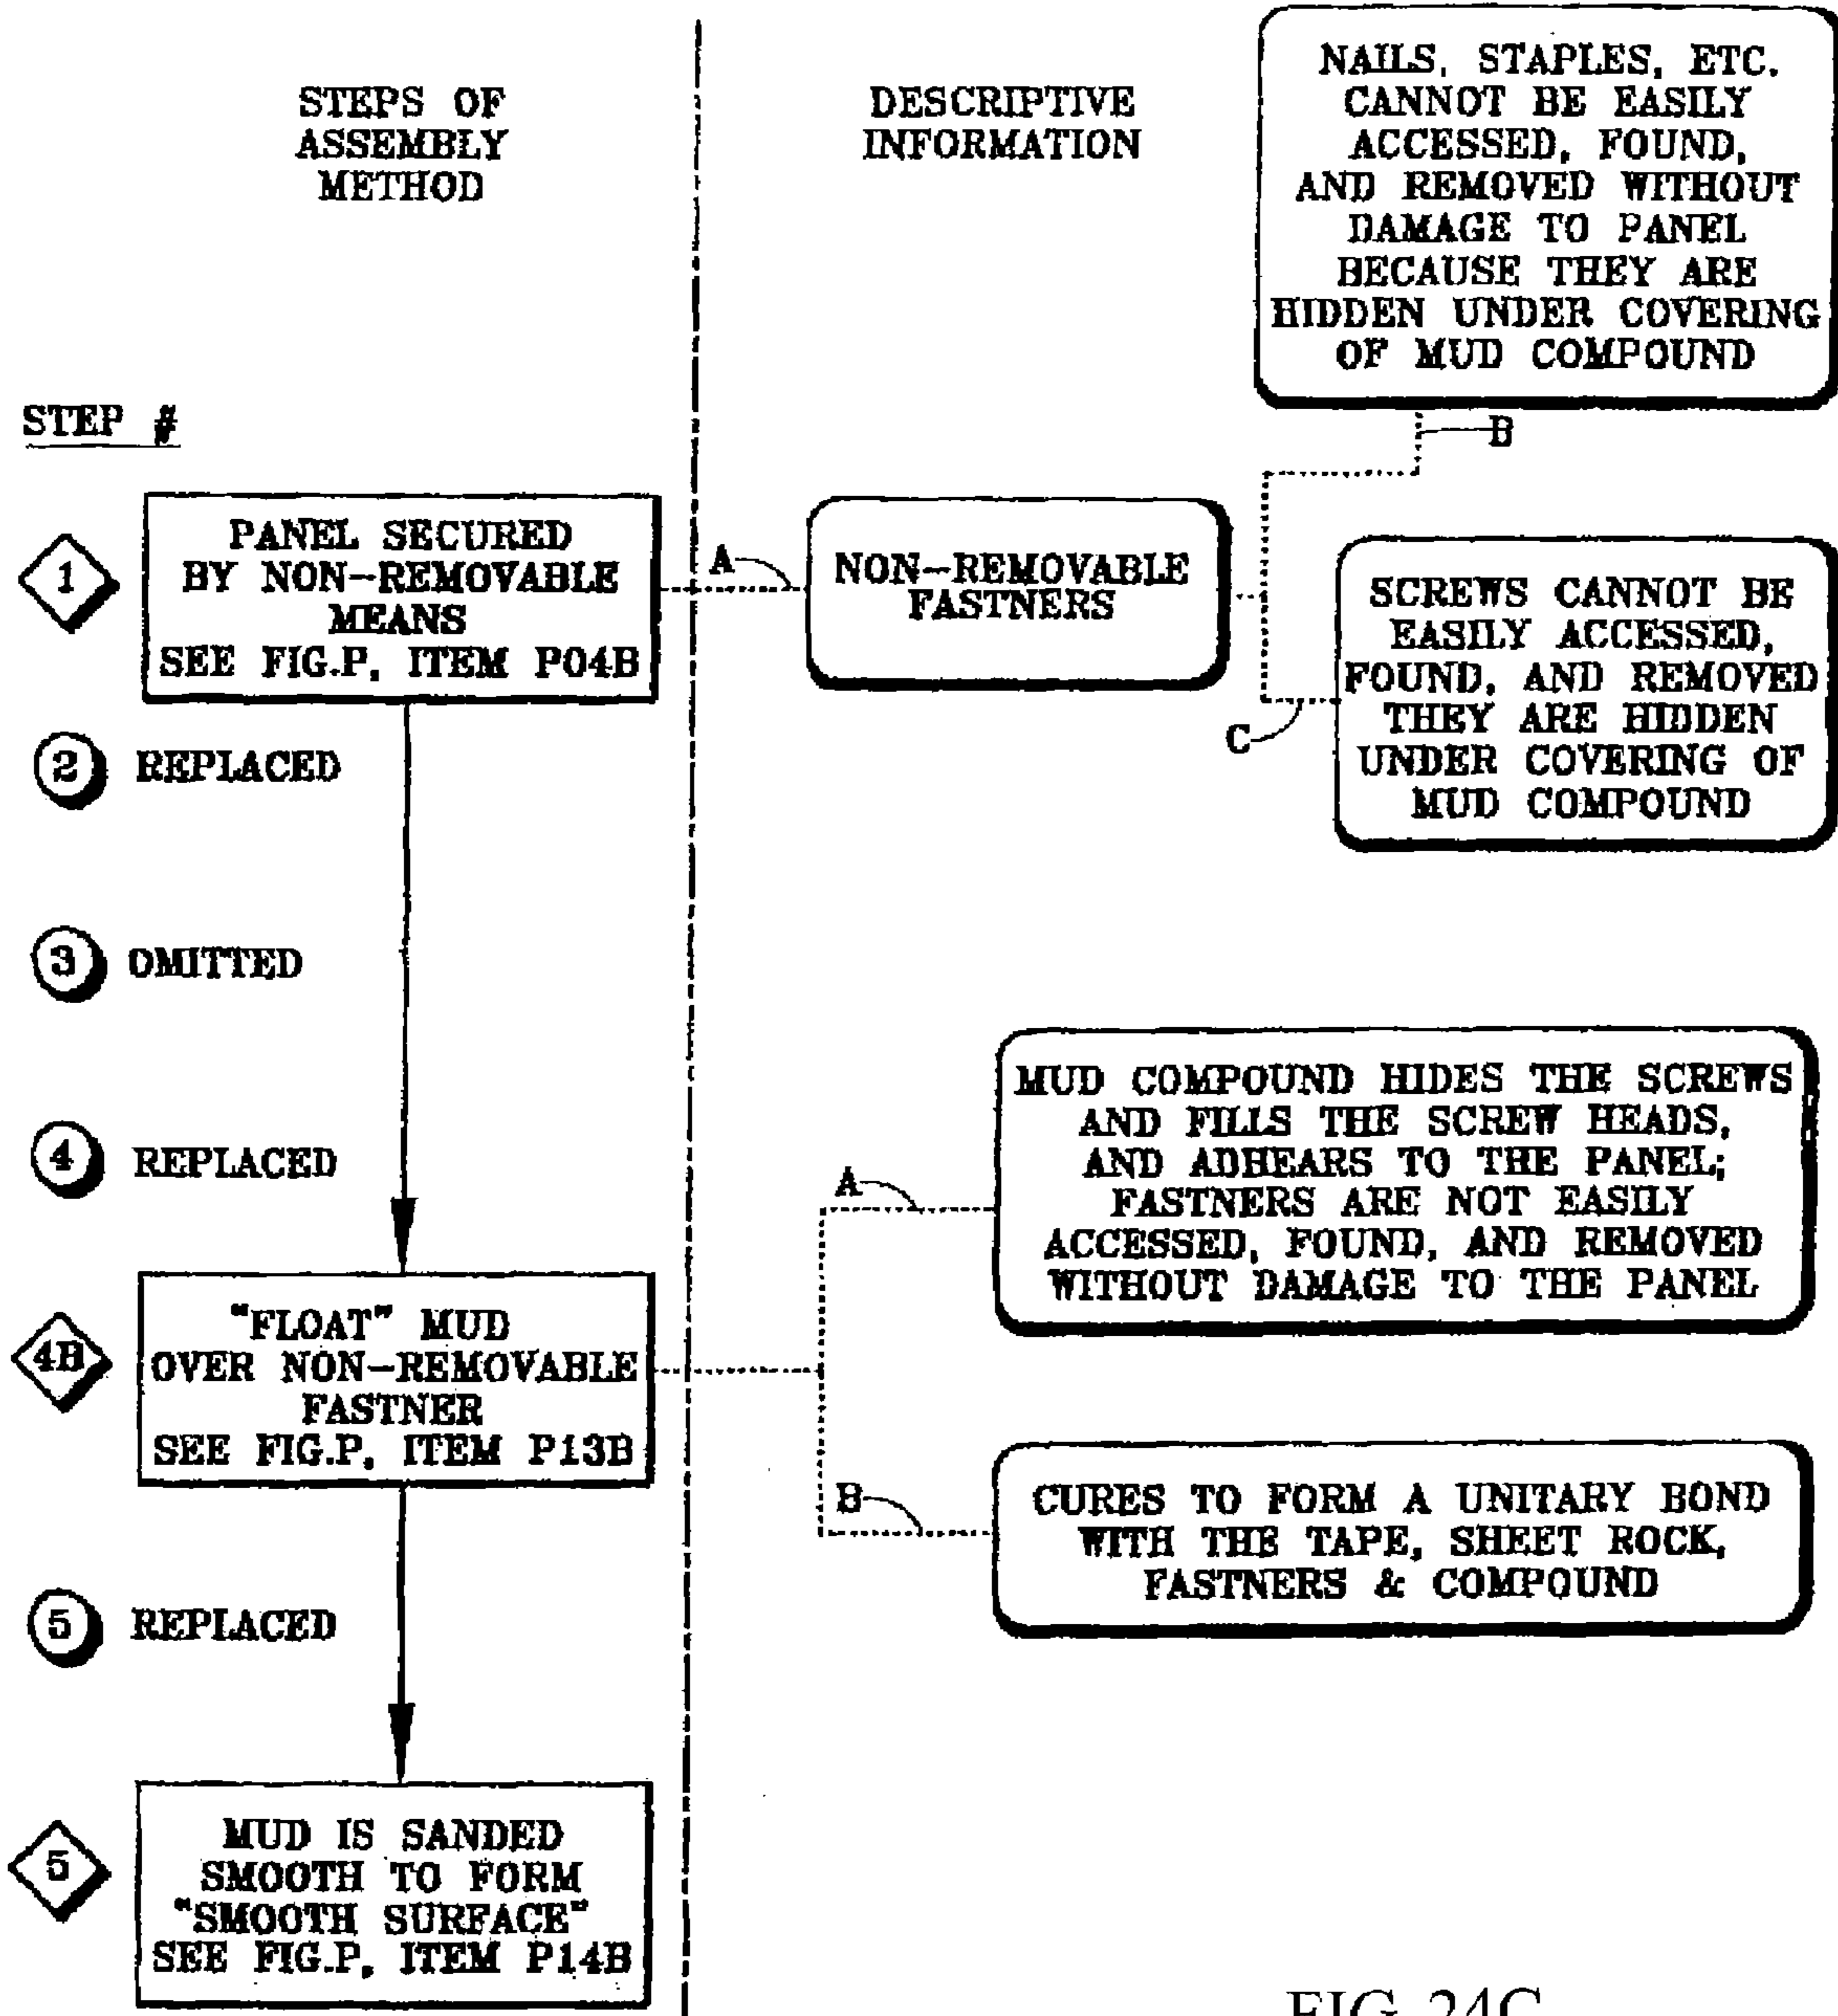 STEPS OF
ASSEMBLY
METHOD
DESCRIPTIVE
INFORMATION
NAILS, STAPLES, ETC.
CANNOT BE EASILY
ACCESSED, FOUND,
AND REMOVED WITHOUT
DAMAGE TO PANEL
BECAUSE THEY ARE
HIDDEN UNDER COVERING
OF MUD COMPOUND
STEP #
B
1
PANEL SECURED
BY NON-REMOVABLE
MEANS
SEE FIG.P, ITEM P04B
A
NON-REMOVABLE
FASTNERS
C
SCREWS CANNOT BE
EASILY ACCESSED,
FOUND, AND REMOVED
THEY ARE HIDDEN
UNDER COVERING OF
MUD COMPOUND
2 REPLACED
3 OMITTED
4 REPLACED
A
MUD COMPOUND HIDES THE SCREWS
AND FILLS THE SCREW HEADS,
AND ADHEARS TO THE PANEL;
FASTNERS ARE NOT EASILY
ACCESSED, FOUND, AND REMOVED
WITHOUT DAMAGE TO THE PANEL
4B
"FLOAT" MUD
OVER NON-REMOVABLE
FASTNER
SEE FIG.P, ITEM P13B
B
CURES TO FORM A UNITARY BOND
WITH THE TAPE, SHEET ROCK,
FASTNERS & COMPOUND
5 REPLACED
5
MUD IS SANDED
SMOOTH TO FORM
"SMOOTH SURFACE"
SEE FIG.P, ITEM P14B
FIG 24C